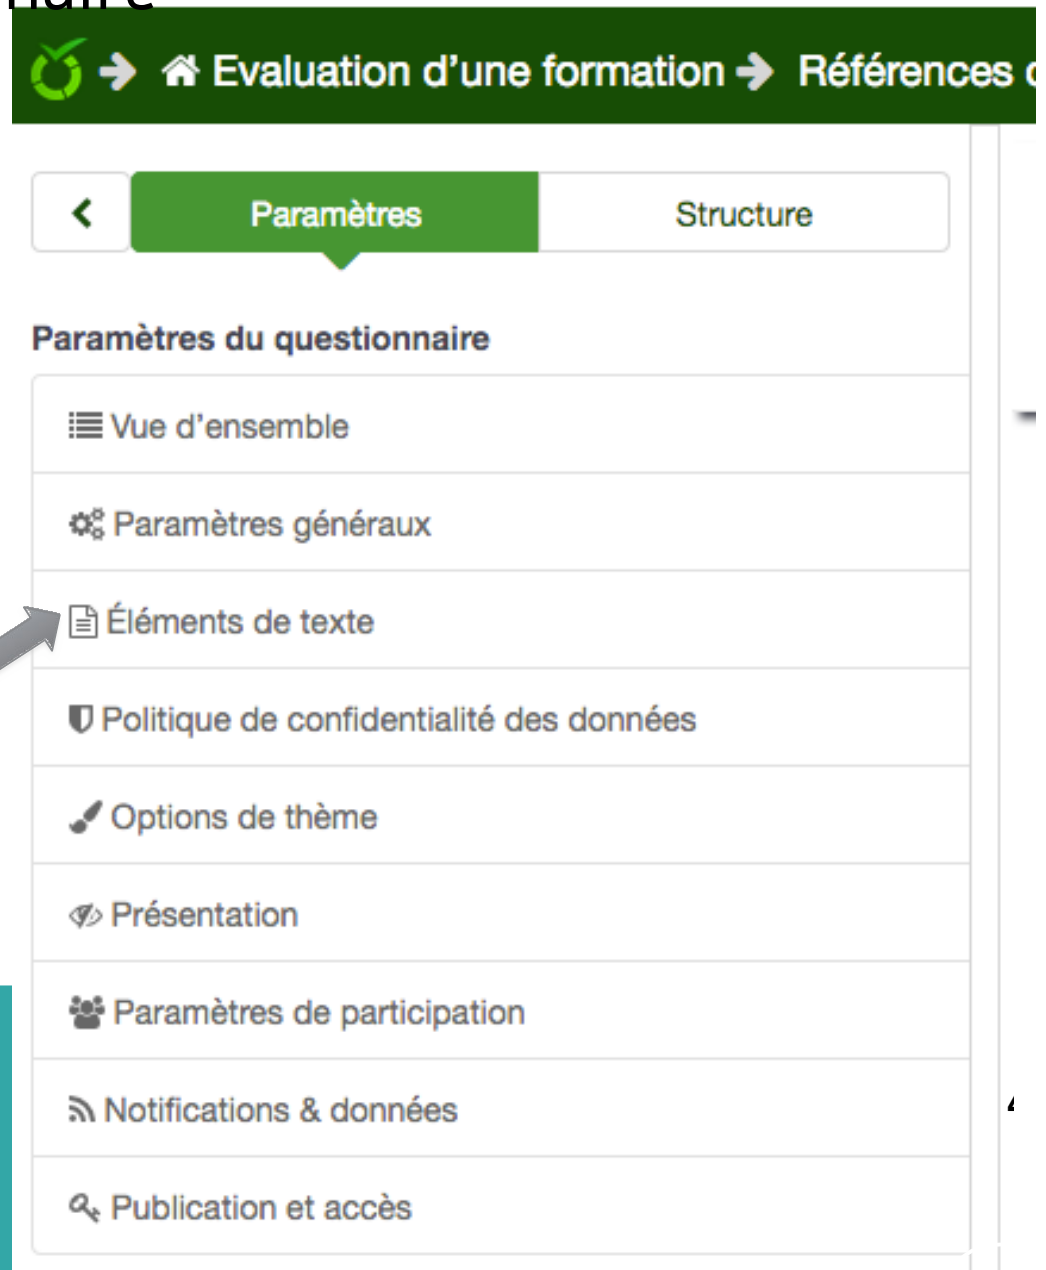 Evaluation d'une formation Références
Paramètres Structure
Paramètres du questionnaire
Vue d'ensemble
Paramètres généraux
Éléments de texte
Politique de confidentialité des données
Options de thème
Présentation
Paramètres de participation
Notifications & données
Publication et accès